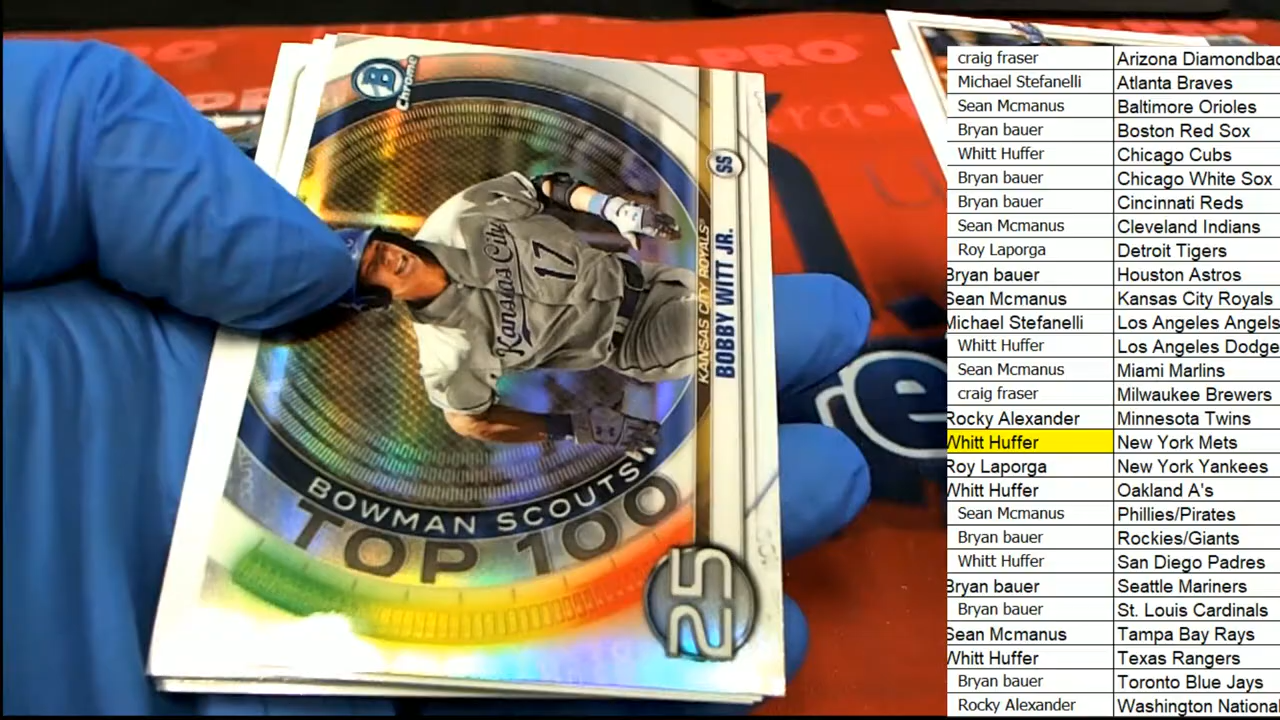 B
Chrome
SS
Kansas City
17
KANSAS CITY ROYALS
BOBBY WITT JR.
BOWMAN SCOUTS
TOP 100
25
craig fraser Arizona Diamondbac
Michael Stefanelli Atlanta Braves
Sean Mcmanus Baltimore Orioles
Bryan bauer Boston Red Sox
Whitt Huffer Chicago Cubs
Bryan bauer Chicago White Sox
Bryan bauer Cincinnati Reds
Sean Mcmanus Cleveland Indians
Roy Laporga Detroit Tigers
Bryan bauer Houston Astros
Sean Mcmanus Kansas City Royals
Michael Stefanelli Los Angeles Angels
Whitt Huffer Los Angeles Dodge
Sean Mcmanus Miami Marlins
craig fraser Milwaukee Brewers
Rocky Alexander Minnesota Twins
Whitt Huffer New York Mets
Roy Laporga New York Yankees
Whitt Huffer Oakland A's
Sean Mcmanus Phillies/Pirates
Bryan bauer Rockies/Giants
Whitt Huffer San Diego Padres
Bryan bauer Seattle Mariners
Bryan bauer St. Louis Cardinals
Sean Mcmanus Tampa Bay Rays
Whitt Huffer Texas Rangers
Bryan bauer Toronto Blue Jays
Rocky Alexander Washington National